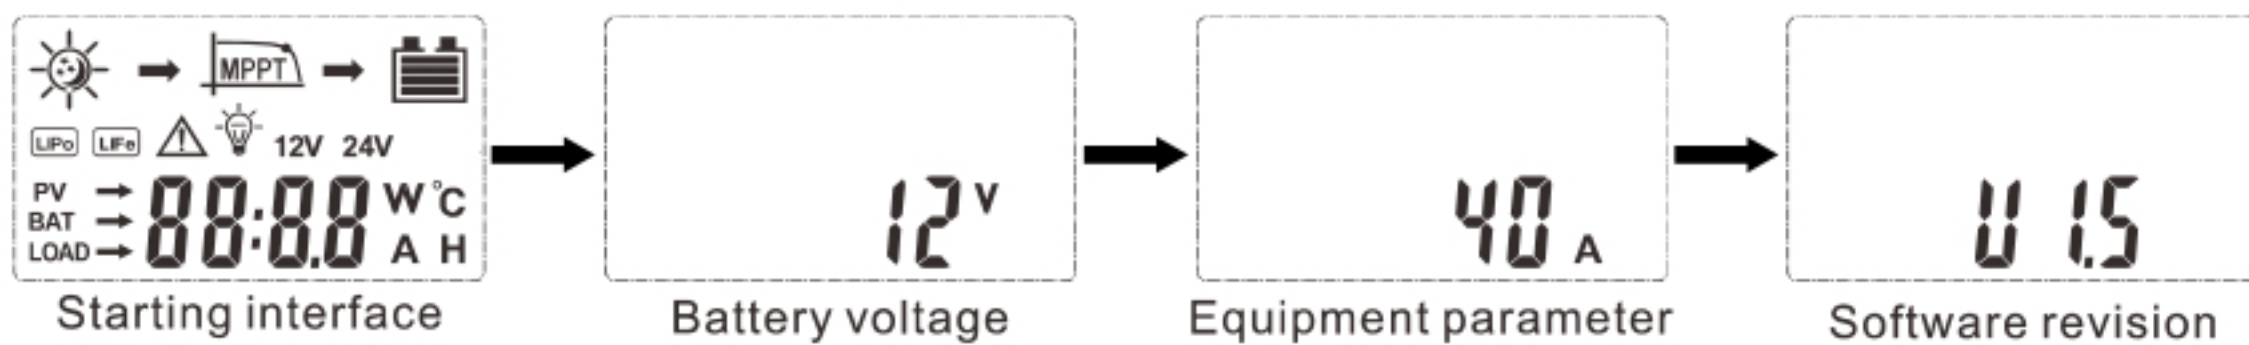 MPPT
LiPo LiFe 12V 24V
PV 88:8.8 W °C
BAT
LOAD A H
Starting interface
12 V
Battery voltage
40 A
Equipment parameter
U 1.5
Software revision